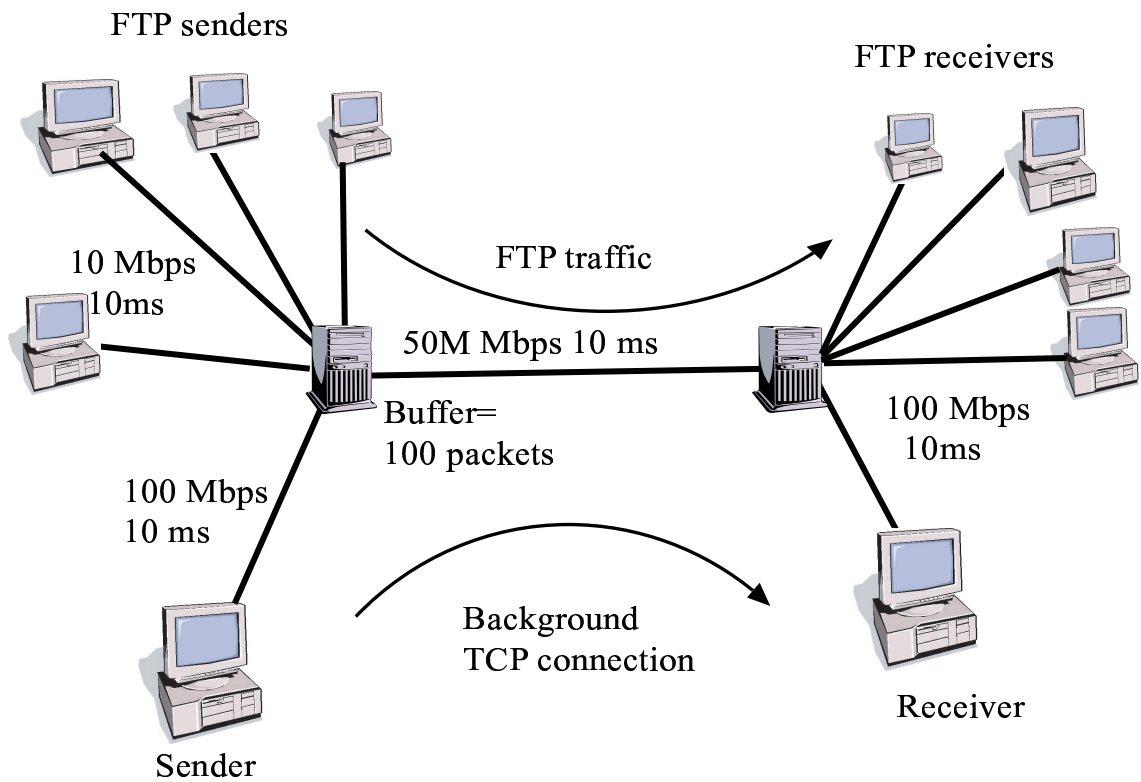 FTP senders
FTP receivers
10 Mbps
10ms
FTP traffic
50M Mbps 10 ms
Buffer=
100 packets
100 Mbps
10ms
100 Mbps
10 ms
Background
TCP connection
Receiver
Sender